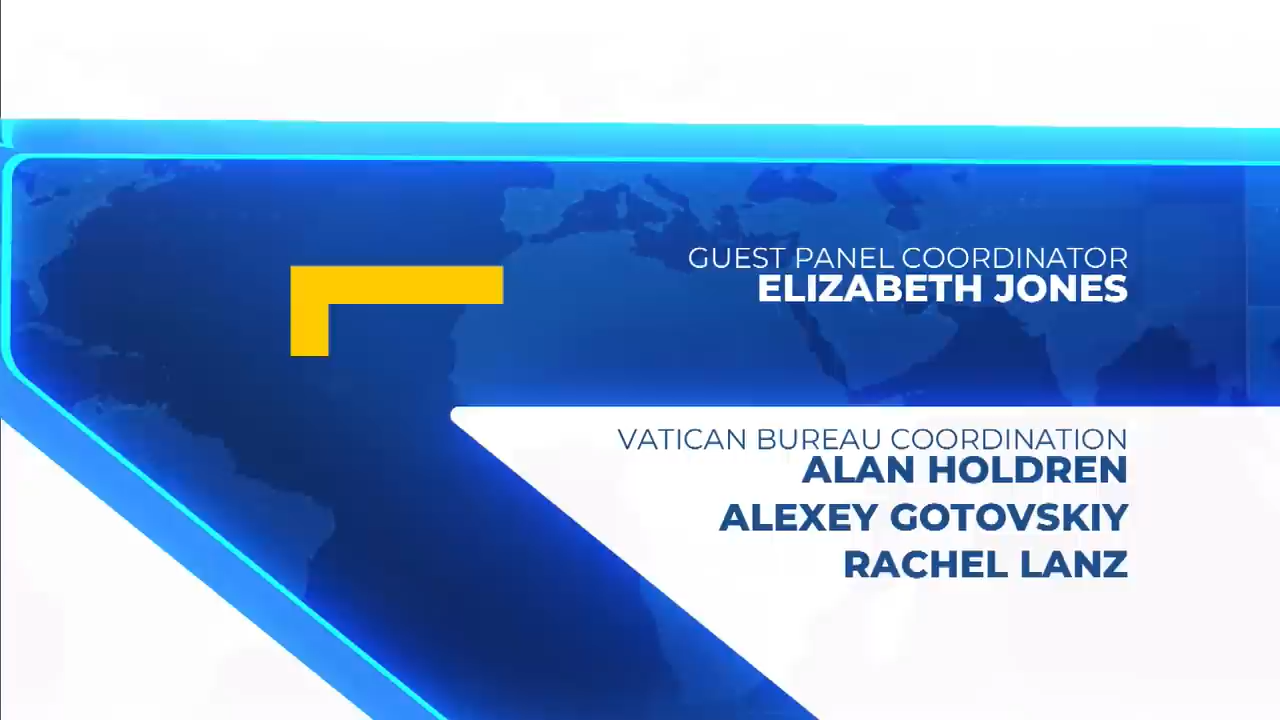 GUEST PANEL COORDINATOR
ELIZABETH JONES
VATICAN BUREAU COORDINATION
ALAN HOLDREN
ALEXEY GOTOVSKIY
RACHEL LANZ